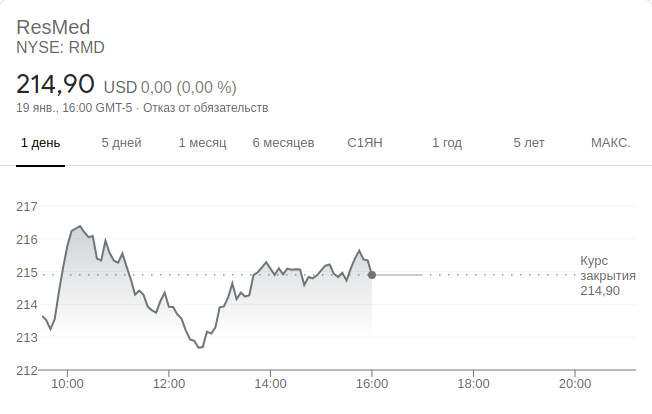 ResMed
NYSE: RMD
214,90 USD 0,00 (0,00 %)
19 янв., 16:00 GMT-5 · Отказ от обязательств
1 день 5 дней 1 месяц 6 месяцев С1ЯН 1 год 5 лет МАКС.
217
216
215
214
213
212
Курс
закрытия
214,90
10:00 12:00 14:00 16:00 18:00 20:00